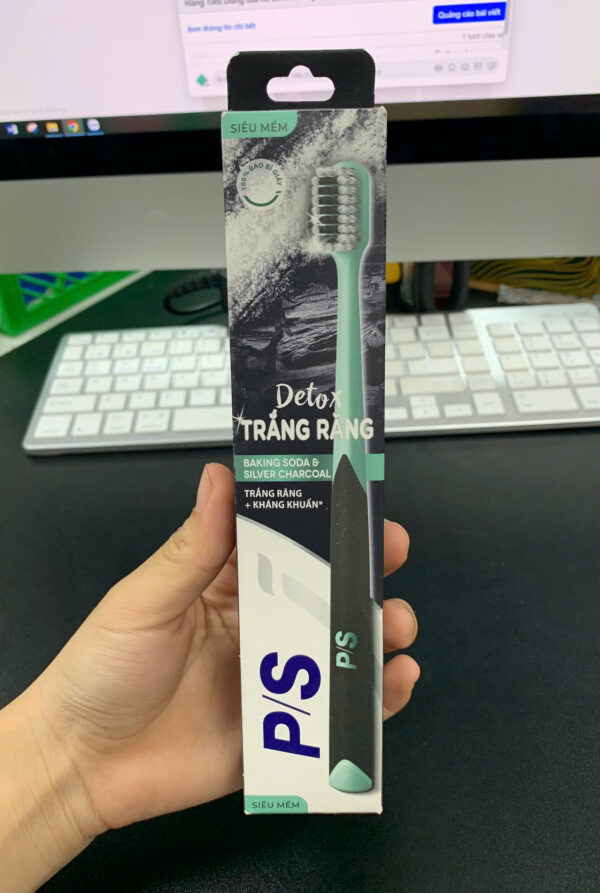 Quảng cáo bài viết
Xem thông tin chi tiết
SIÊU MỀM
100% BAO BÌ GIẤY
Detox
TRẮNG RĂNG
BAKING SODA &
SILVER CHARCOAL
TRẮNG RĂNG
+ KHÁNG KHUẨN*
P/S
P/S
SIÊU MỀM